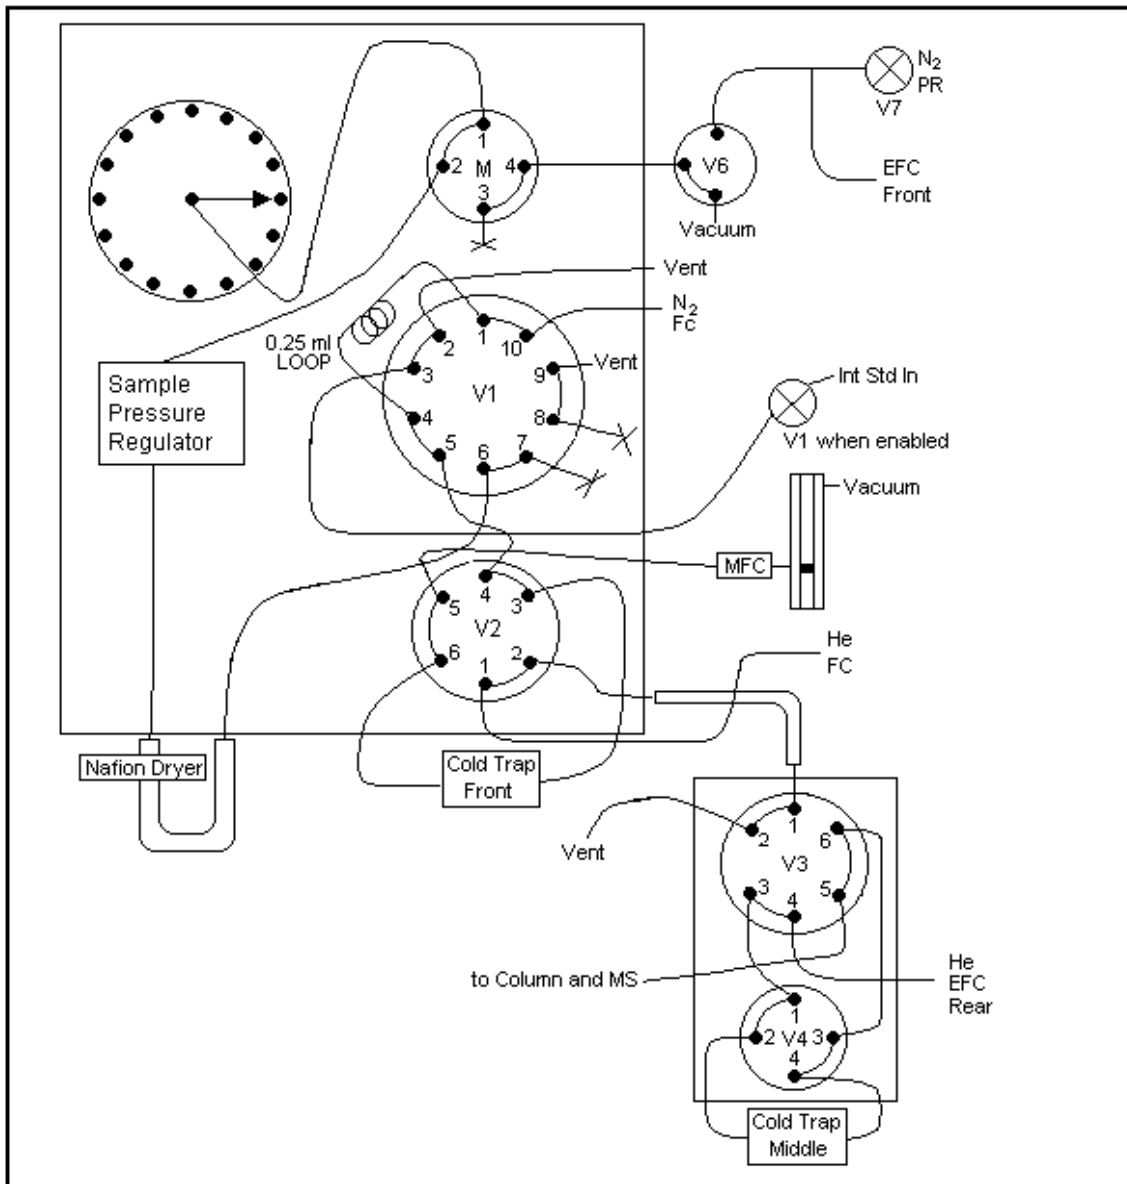 N2
PR
V7
1
2
M
4
3
V6
EFC
Front
Vacuum
Vent
N2
Fc
0.25 ml
LOOP
1
2
10
3
9
Vent
V1
4
8
5
6
7
Int Std In
V1 when enabled
Sample
Pressure
Regulator
Vacuum
MFC
4
5
3
V2
6
1
2
He
FC
Nafion Dryer
Cold Trap
Front
Vent
1
2
6
V3
3
4
5
to Column and MS
He
EFC
Rear
1
2
V4
3
4
Cold Trap
Middle